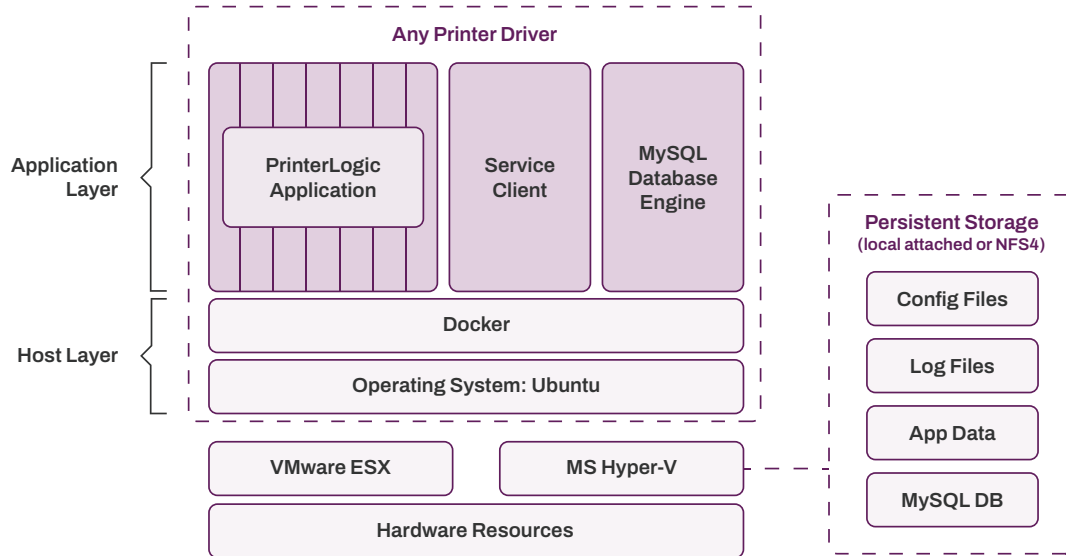 Any Printer Driver
Application
Layer
PrinterLogic
Application
Service
Client
MySQL
Database
Engine
Host Layer
Docker
Operating System: Ubuntu
VMware ESX
MS Hyper-V
Hardware Resources
Persistent Storage
(local attached or NFS4)
Config Files
Log Files
App Data
MySQL DB